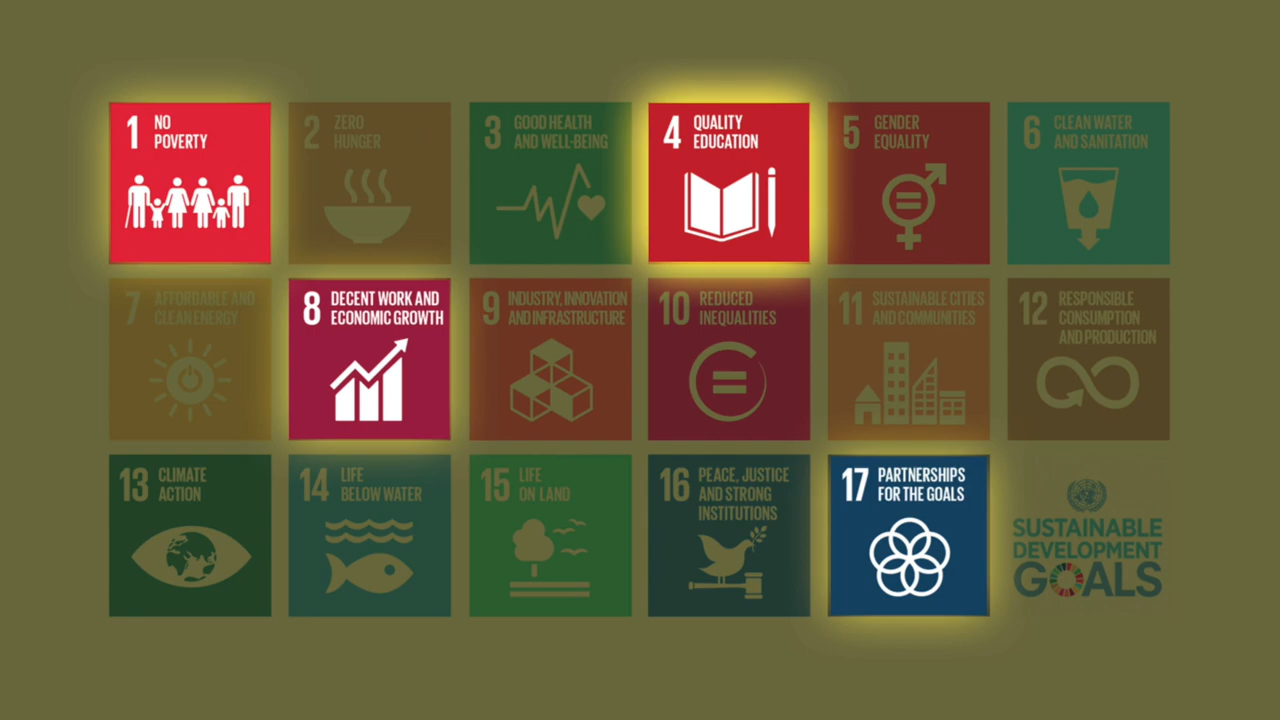 1 NO
POVERTY
2 ZERO
HUNGER
3 GOOD HEALTH
AND WELL-BEING
4 QUALITY
EDUCATION
5 GENDER
EQUALITY
6 CLEAN WATER
AND SANITATION
7 AFFORDABLE AND
CLEAN ENERGY
8 DECENT WORK AND
ECONOMIC GROWTH
9 INDUSTRY, INNOVATION
AND INFRASTRUCTURE
10 REDUCED
INEQUALITIES
11 SUSTAINABLE CITIES
AND COMMUNITIES
12 RESPONSIBLE
CONSUMPTION
AND PRODUCTION
13 CLIMATE
ACTION
14 LIFE
BELOW WATER
15 LIFE
ON LAND
16 PEACE, JUSTICE
AND STRONG
INSTITUTIONS
17 PARTNERSHIPS
FOR THE GOALS
SUSTAINABLE
DEVELOPMENT
GOALS